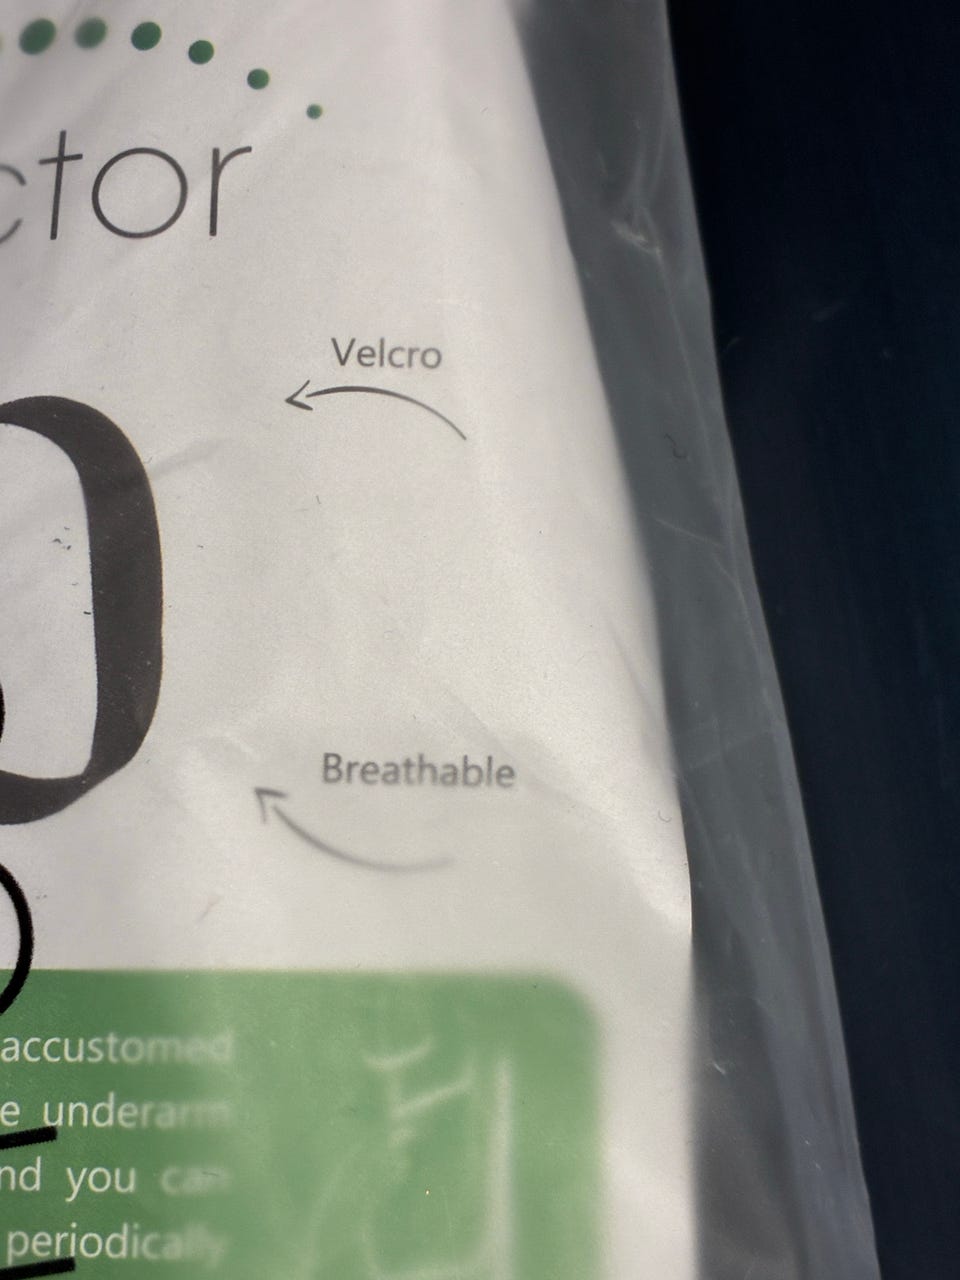 ctor
Velcro
Breathable
accustomed
e underarm
nd you can
periodically